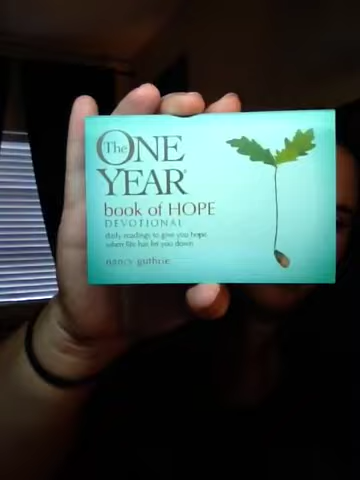 The ONE
YEAR®
book of HOPE
DEVOTIONAL
daily readings to give you hope
when life has let you down
nancy guthrie